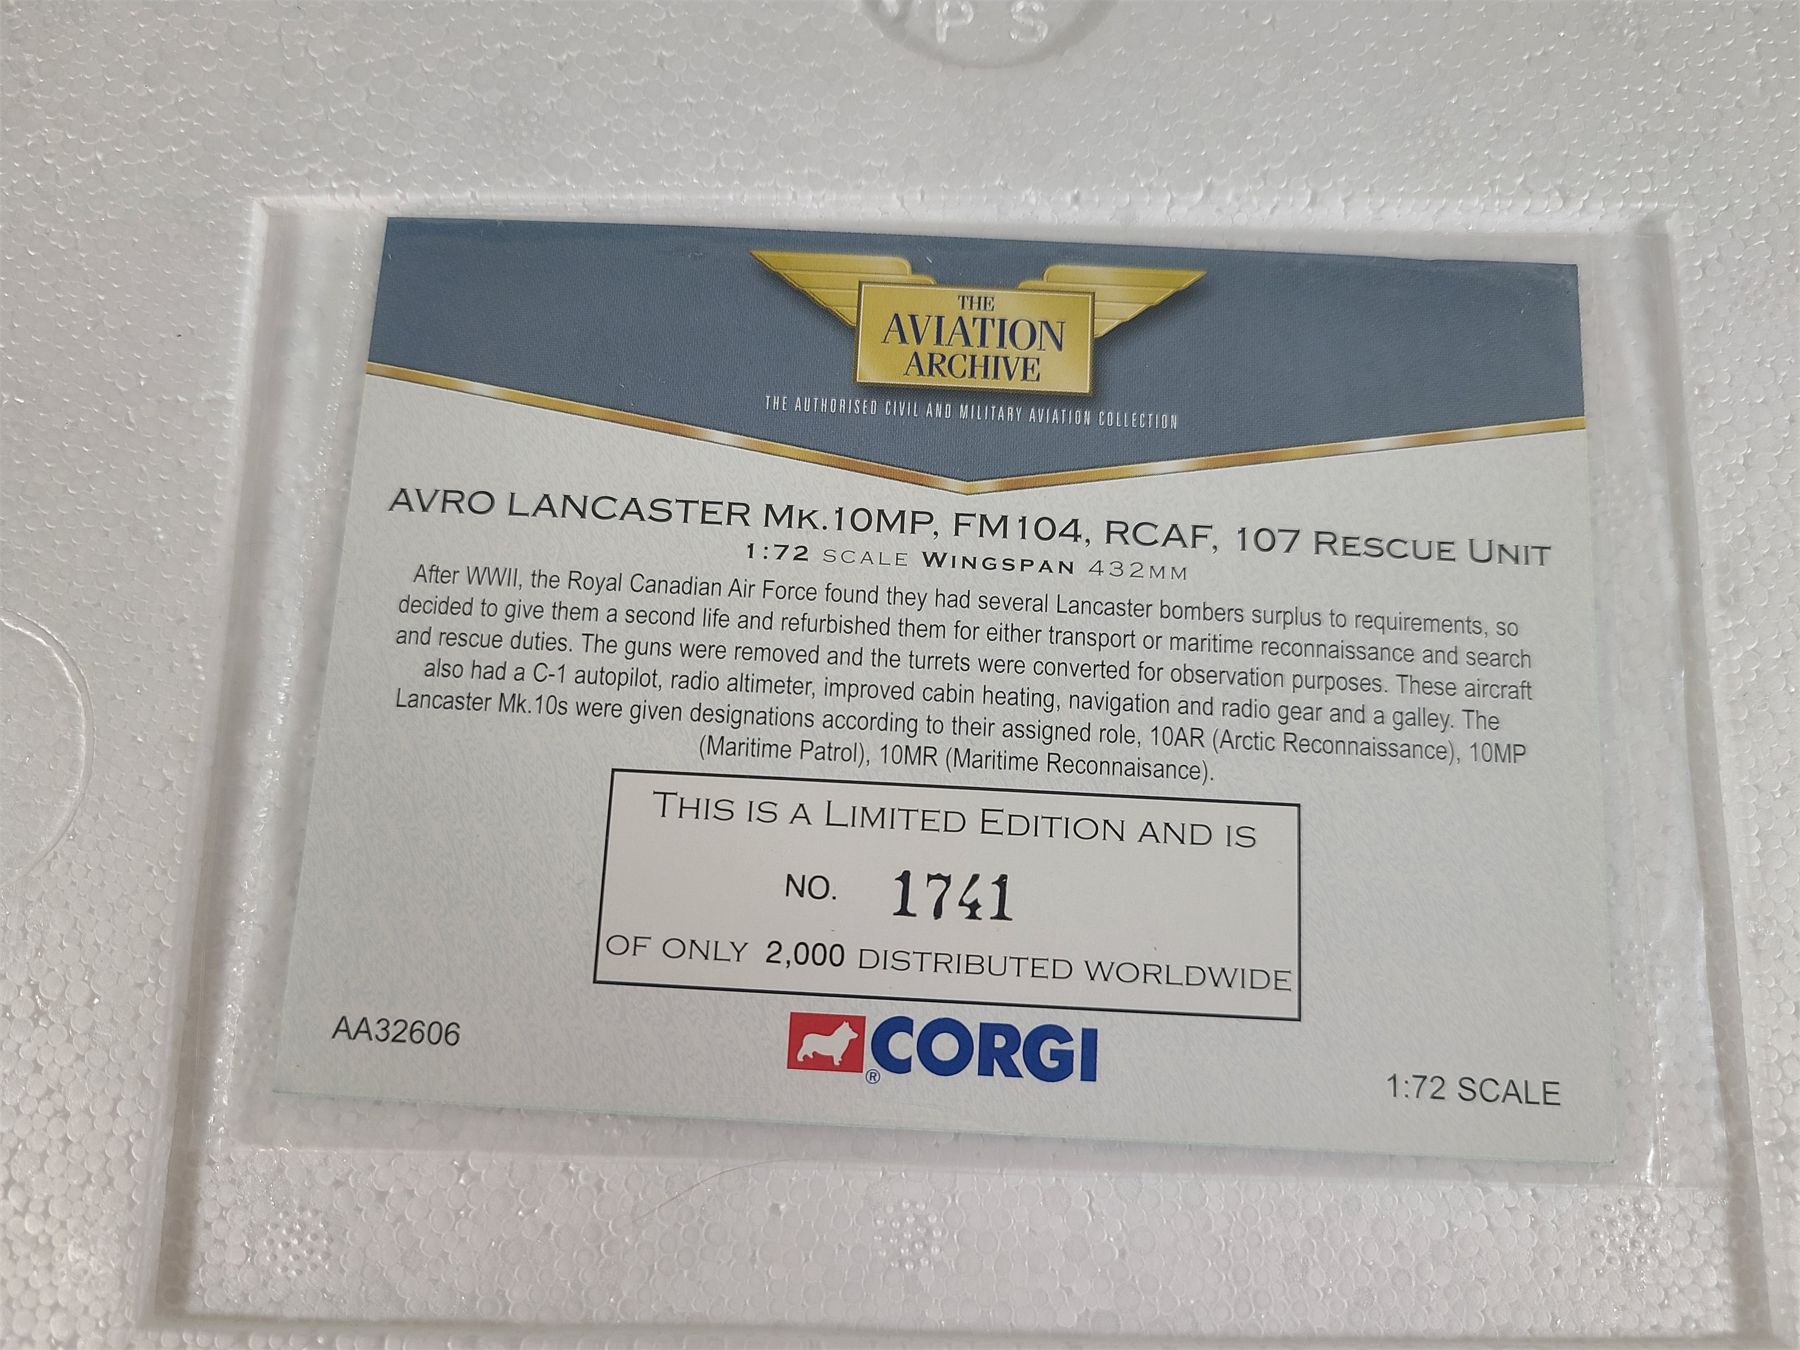 PS
THE
AVIATION
ARCHIVE
THE AUTHORISED CIVIL AND MILITARY AVIATION COLLECTION
AVRO LANCASTER MK.10MP, FM104, RCAF, 107 RESCUE UNIT
1:72 SCALE WINGSPAN 432MM
After WWII, the Royal Canadian Air Force found they had several Lancaster bombers surplus to requirements, so
decided to give them a second life and refurbished them for either transport or maritime reconnaissance and search
and rescue duties. The guns were removed and the turrets were converted for observation purposes. These aircraft
also had a C-1 autopilot, radio altimeter, improved cabin heating, navigation and radio gear and a galley. The
Lancaster Mk.10s were given designations according to their assigned role, 10AR (Arctic Reconnaissance), 10MP
(Maritime Patrol), 10MR (Maritime Reconnaisance).
THIS IS A LIMITED EDITION AND IS
NO. 1741
OF ONLY 2,000 DISTRIBUTED WORLDWIDE
AA32606
® CORGI
1:72 SCALE